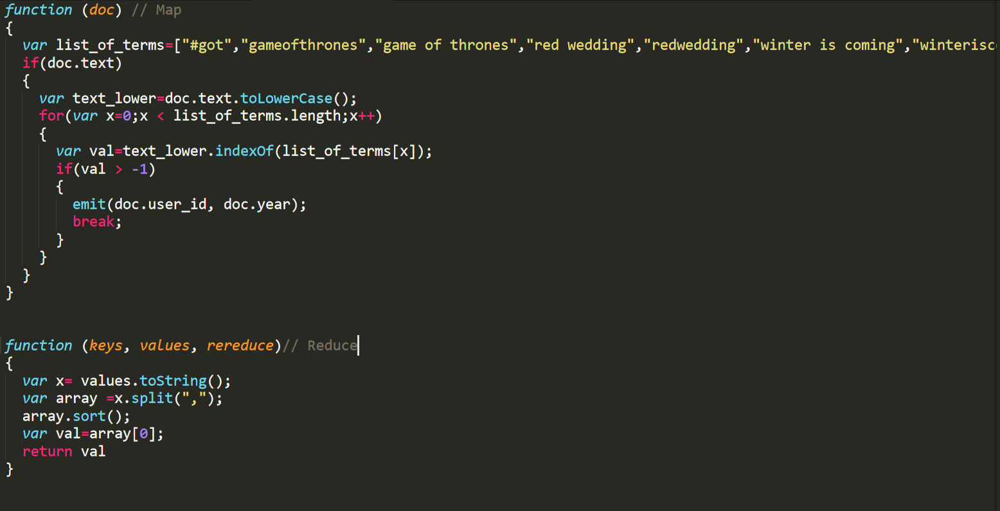 function (doc) // Map
{
  var list_of_terms=["#got","gameofthrones","game of thrones","red wedding","redwedding","winter is coming","winterisc
  if(doc.text)
  {
    var text_lower=doc.text.toLowerCase();
    for(var x=0;x < list_of_terms.length;x++)
    {
      var val=text_lower.indexOf(list_of_terms[x]);
      if(val > -1)
      {
        emit(doc.user_id, doc.year);
        break;
      }
    }
  }
}
function (keys, values, rereduce)// Reduce
{
  var x= values.toString();
  var array =x.split(",");
  array.sort();
  var val=array[0];
  return val
}